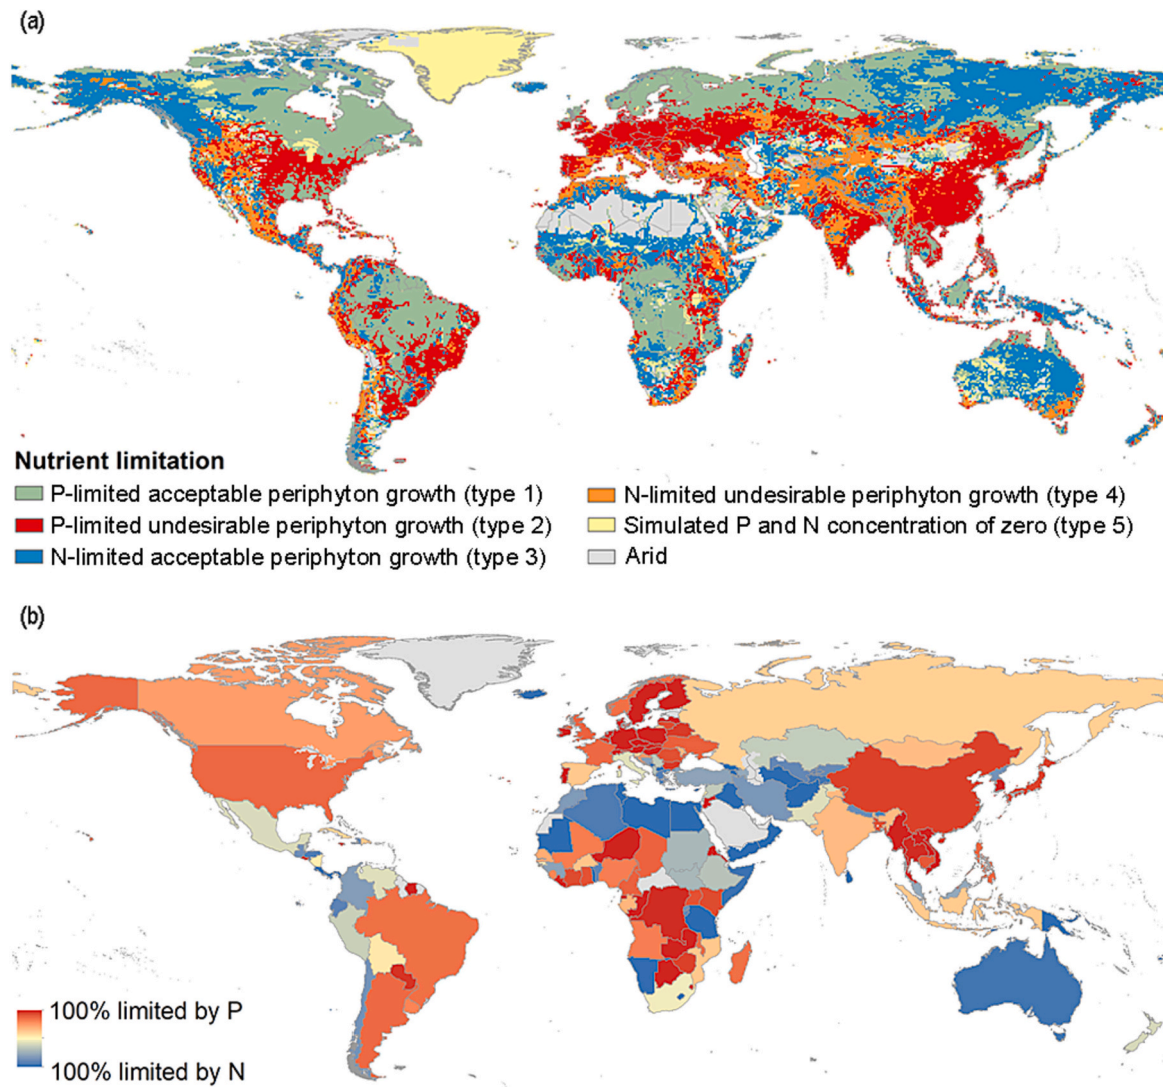 (a)
Nutrient limitation
P-limited acceptable periphyton growth (type 1)
P-limited undesirable periphyton growth (type 2)
N-limited acceptable periphyton growth (type 3)
N-limited undesirable periphyton growth (type 4)
Simulated P and N concentration of zero (type 5)
Arid
(b)
100% limited by P
100% limited by N